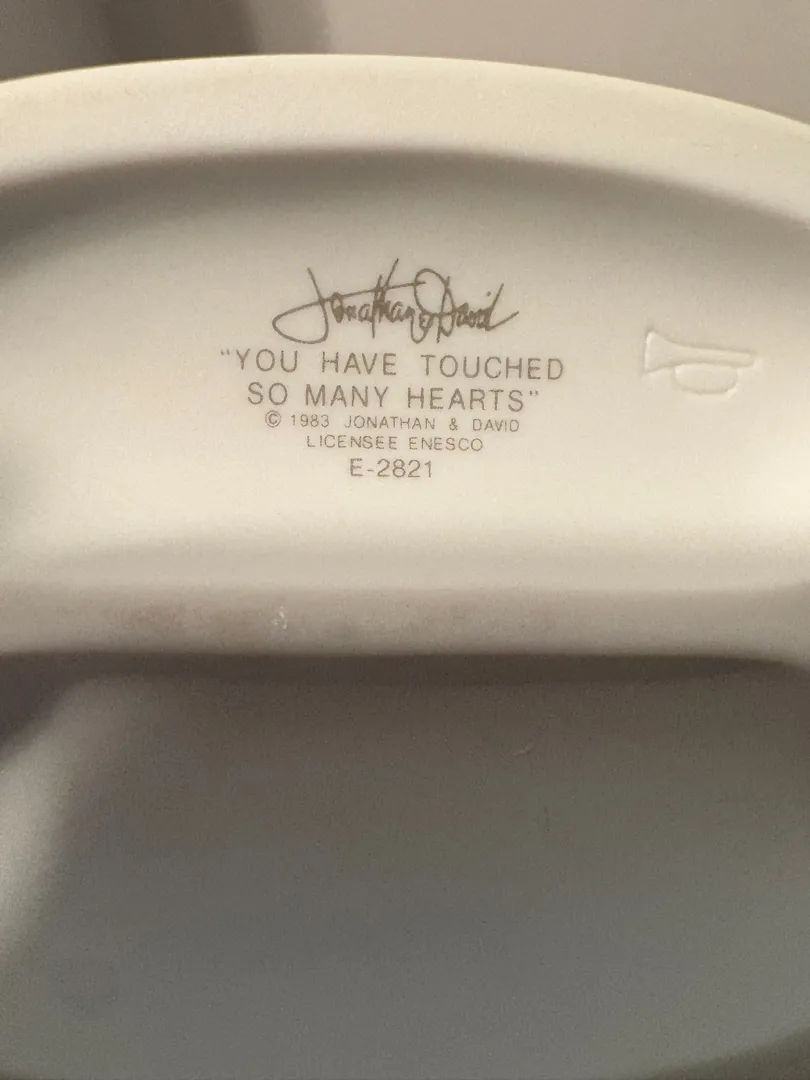 Jonathan & David
"YOU HAVE TOUCHED
SO MANY HEARTS"
© 1983 JONATHAN & DAVID
LICENSEE ENESCO
E-2821